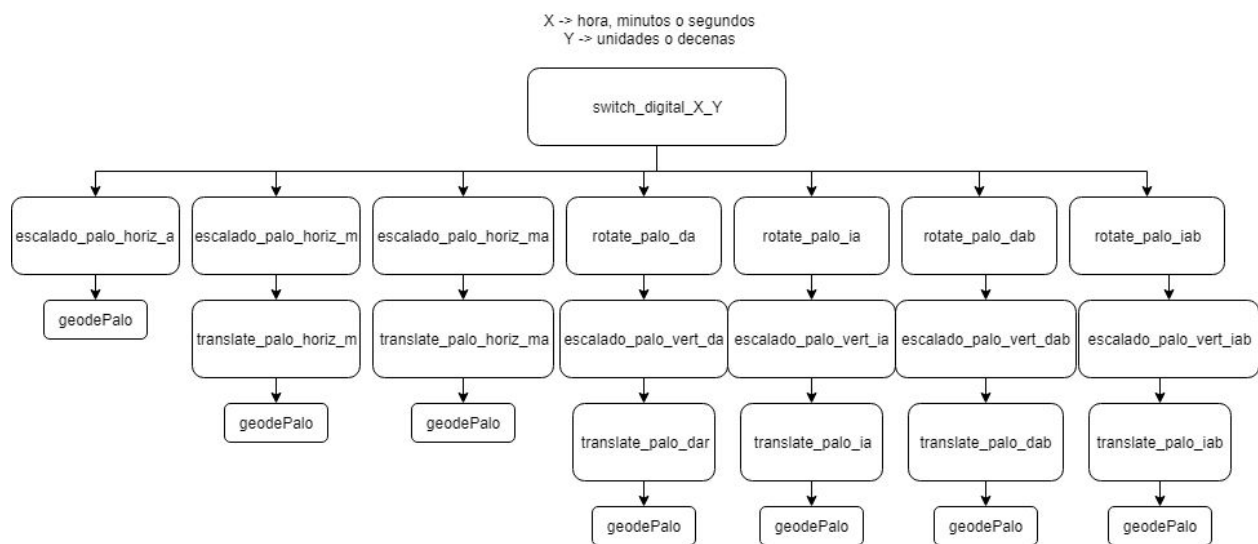 X -> hora, minutos o segundos
Y -> unidades o decenas
switch_digital_X_Y
escalado_palo_horiz_a
escalado_palo_horiz_m
escalado_palo_horiz_ma
rotate_palo_da
rotate_palo_ia
rotate_palo_dab
rotate_palo_iab
geodePalo
translate_palo_horiz_m
translate_palo_horiz_ma
escalado_palo_vert_da
escalado_palo_vert_ia
escalado_palo_vert_dab
escalado_palo_vert_iab
geodePalo
geodePalo
translate_palo_dar
translate_palo_ia
translate_palo_dab
translate_palo_iab
geodePalo
geodePalo
geodePalo
geodePalo